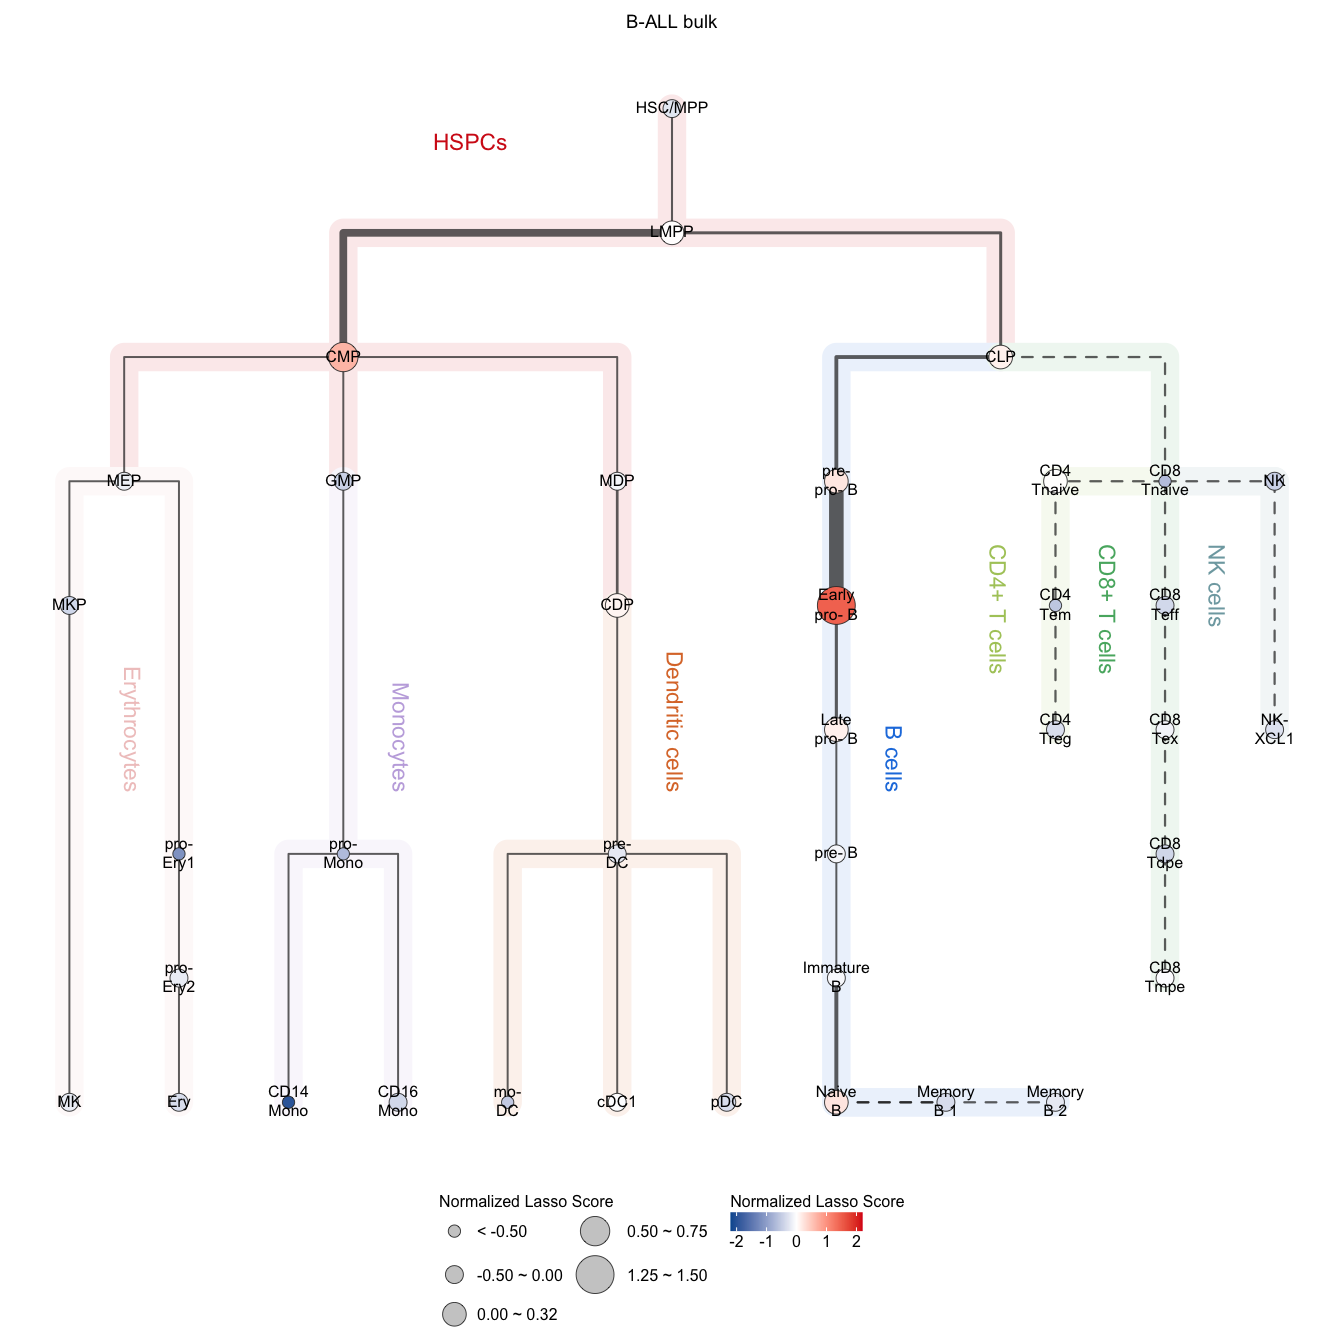 B-ALL bulk
HSC/MPP
HSPCs
LMPP
CMP
CLP
MEP
GMP
MDP
pre-
pro- B
CD4
Tnaive
CD8
Tnaive
NK
MKP
CDP
Early
pro- B
CD4
Tem
CD8
Teff
CD4+ T cells
CD8+ T cells
NK cells
Erythrocytes
Monocytes
Dendritic cells
B cells
Late
pro- B
CD4
Treg
CD8
Tex
NK-
XCL1
pro-
Ery1
pro-
Mono
pre-
DC
pre- B
CD8
Tdpe
pro-
Ery2
Immature
B
CD8
Tmpe
MK
Ery
CD14
Mono
CD16
Mono
mo-
DC
cDC1
pDC
Naive
B
Memory
B 1
Memory
B 2
Normalized Lasso Score
< -0.50
-0.50 ~ 0.00
0.00 ~ 0.32
0.50 ~ 0.75
1.25 ~ 1.50
Normalized Lasso Score
-2 -1 0 1 2